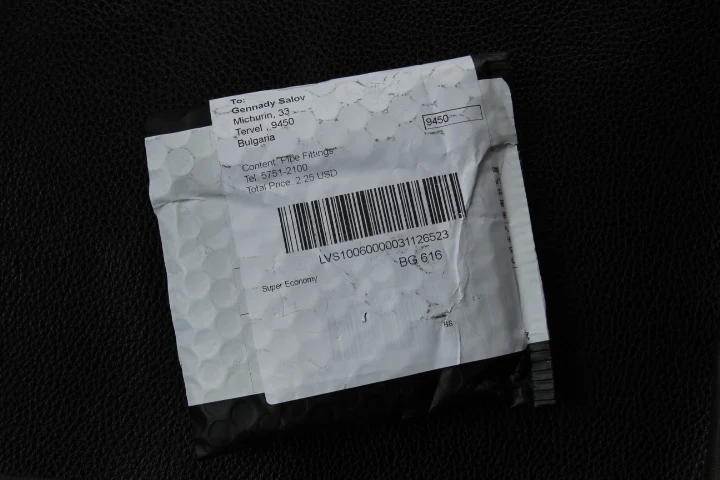 To:
Gennady Salov
Michurin, 33
Tervel , 9450
Bulgaria
9450
Content: Pipe Fittings
Tel: 5751-2100
Total Price: 2.25 USD
LVS10060000031126523
BG 616
Super Economy
HB